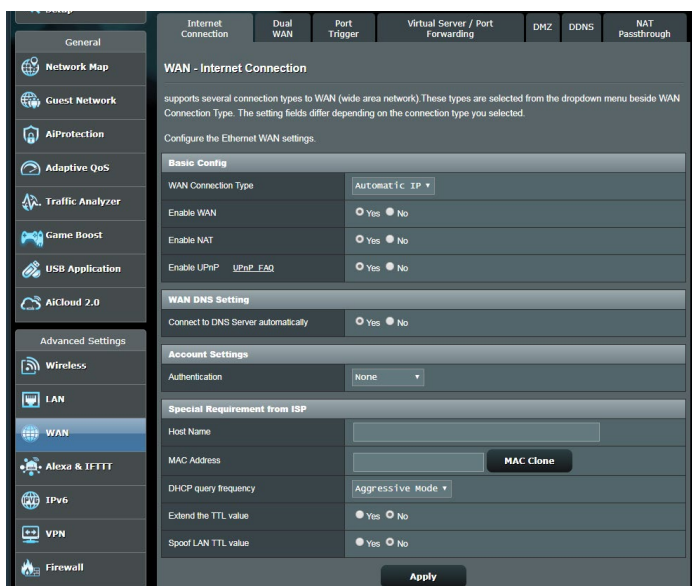 General
Network Map
Guest Network
AiProtection
Adaptive QoS
Traffic Analyzer
Game Boost
USB Application
AiCloud 2.0
Advanced Settings
Wireless
LAN
WAN
Alexa & IFTTT
IPv6
VPN
Firewall
Internet Connection
Dual WAN
Port Trigger
Virtual Server / Port Forwarding
DMZ
DDNS
NAT Passthrough
WAN - Internet Connection
supports several connection types to WAN (wide area network).These types are selected from the dropdown menu beside WAN
Connection Type. The setting fields differ depending on the connection type you selected.
Configure the Ethernet WAN settings.
Basic Config
WAN Connection Type Automatic IP
Enable WAN Yes No
Enable NAT Yes No
Enable UPnP UPnP FAQ Yes No
WAN DNS Setting
Connect to DNS Server automatically Yes No
Account Settings
Authentication None
Special Requirement from ISP
Host Name
MAC Address MAC Clone
DHCP query frequency Aggressive Mode
Extend the TTL value Yes No
Spoof LAN TTL value Yes No
Apply